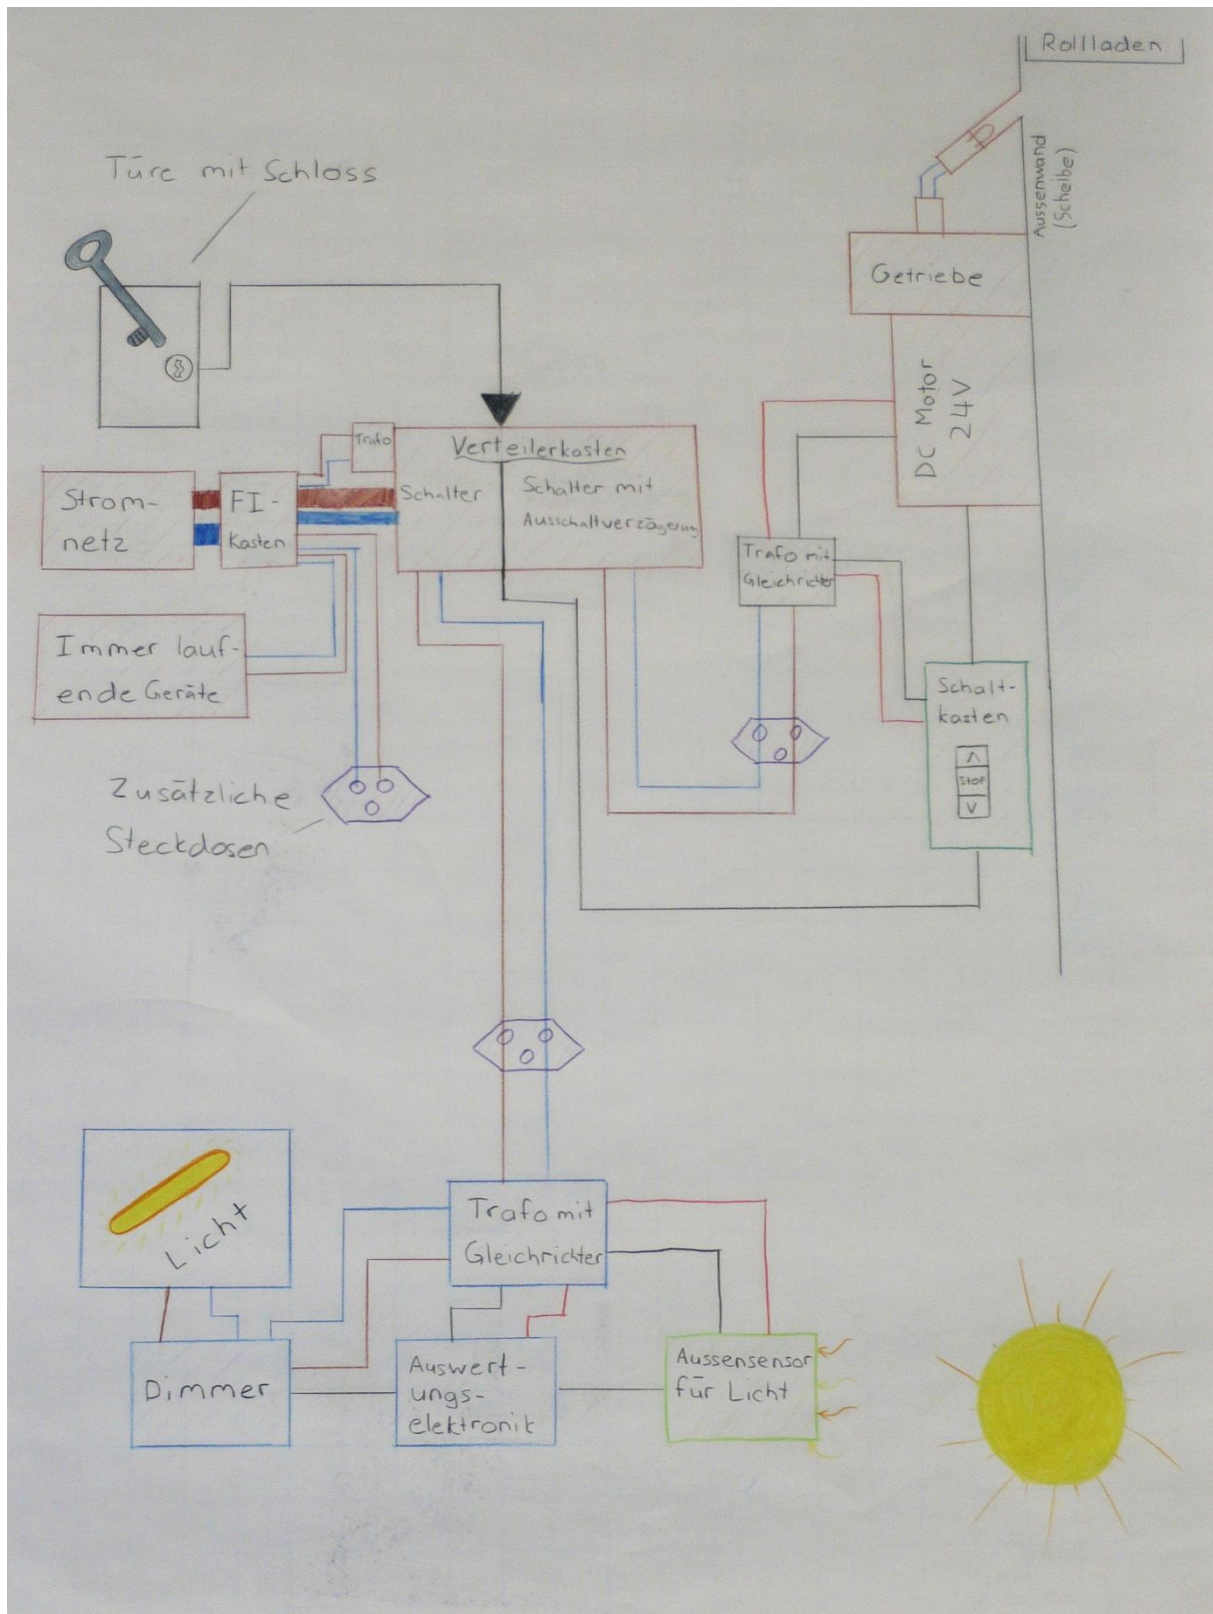 Rollladen
Aussenwand
(Scheibe)
Türe mit Schloss
Getriebe
DC Motor
24V
Trafo
Verteilerkasten
Schalter
Schalter mit
Ausschaltverzögerung
Strom-
netz
FI-
Kasten
Trafo mit
Gleichrichter
Immer lauf-
ende Geräte
Schalt-
kasten
STOP
Zusätzliche
Steckdosen
Licht
Trafo mit
Gleichrichter
Dimmer
Auswert-
ungs-
elektronik
Aussensensor
für Licht